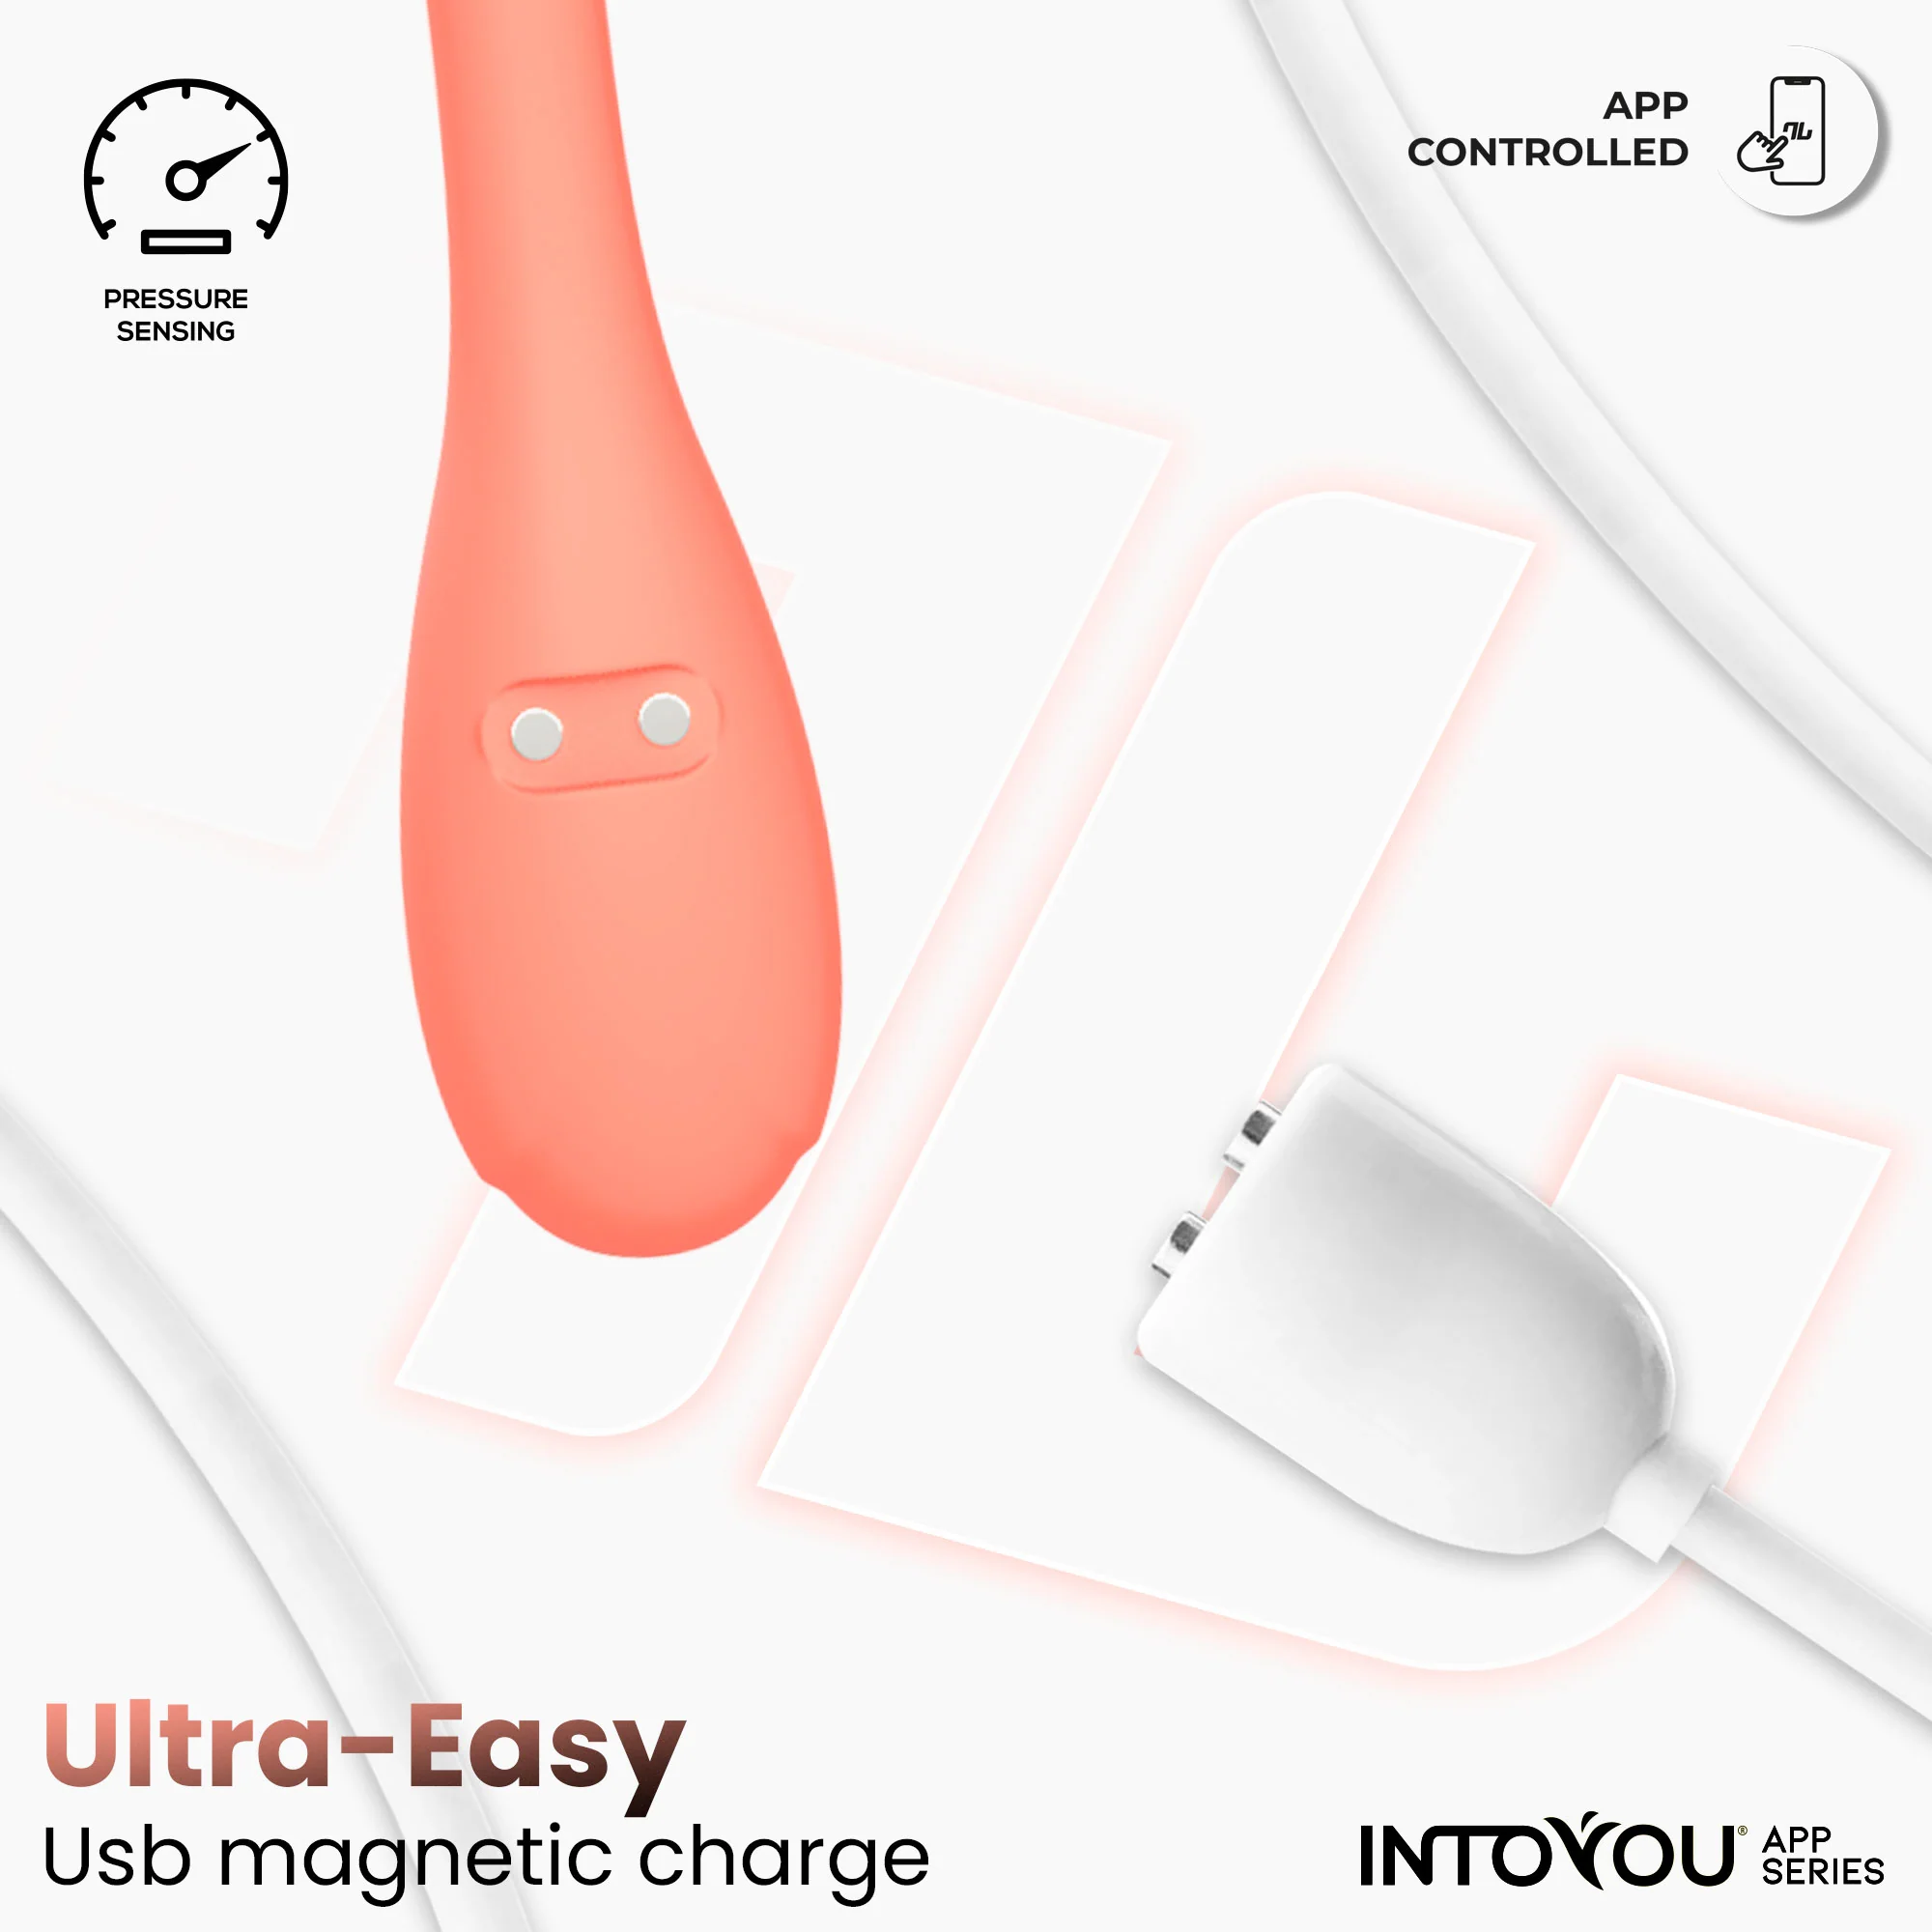 PRESSURE
SENSING
APP
CONTROLLED
Ultra-Easy
Usb magnetic charge
INTOYOU® APP
SERIES